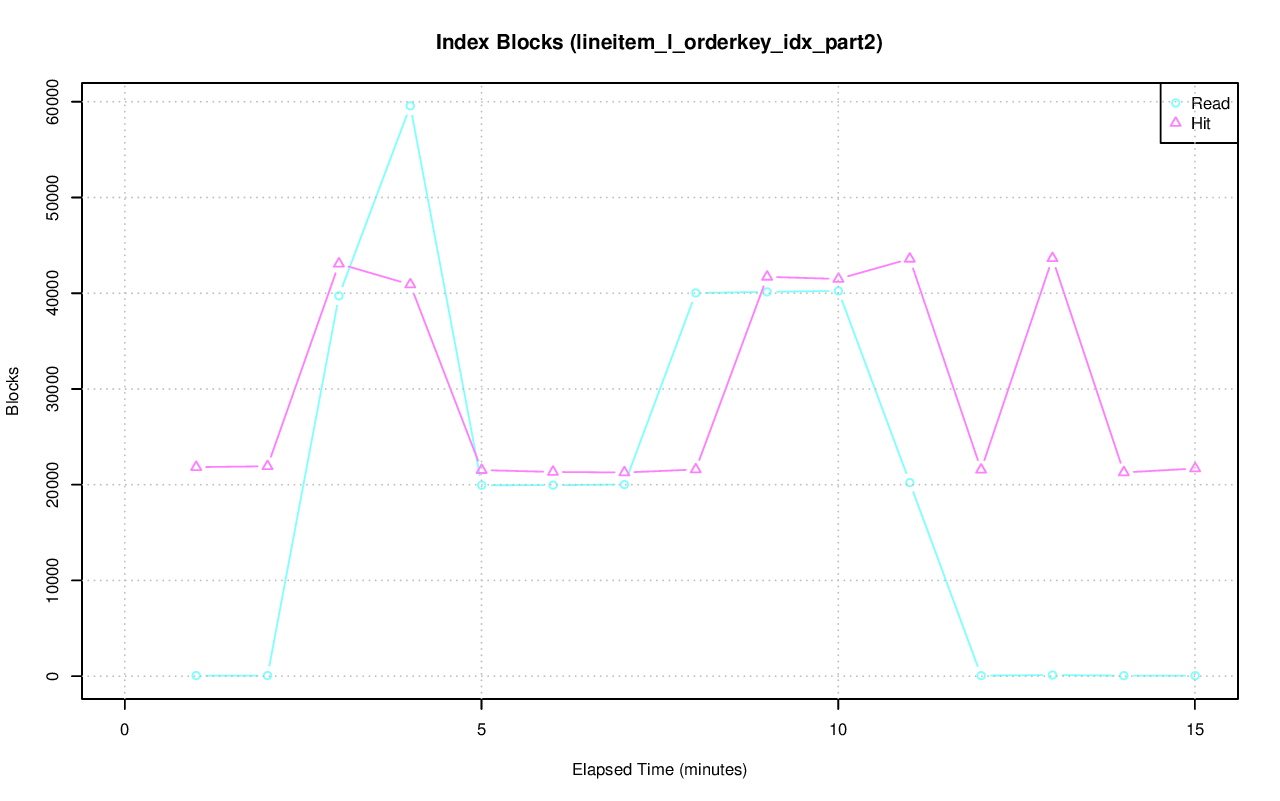 Index Blocks (lineitem_l_orderkey_idx_part2)
Read
Hit
60000
50000
40000
30000
20000
10000
0
Blocks
0 5 10 15
Elapsed Time (minutes)